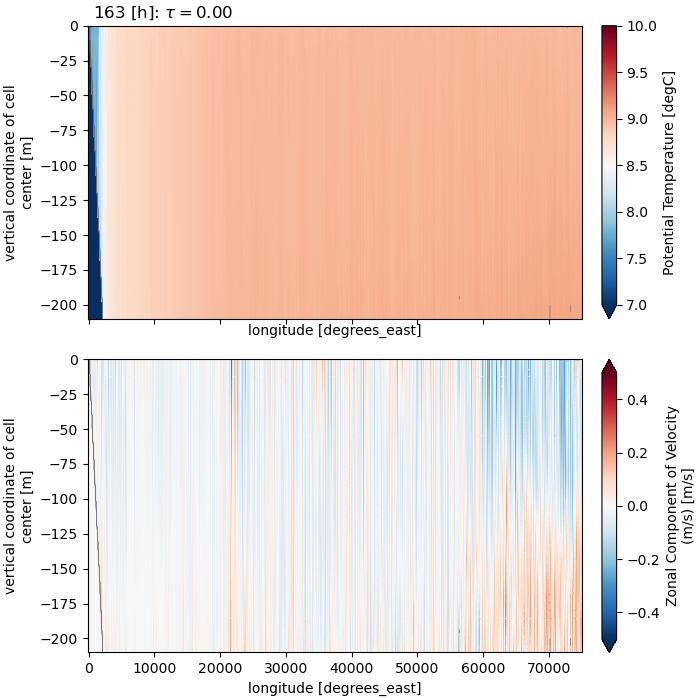 163 [h]: τ = 0.00
0
−25
−50
−75
−100
−125
−150
−175
−200
vertical coordinate of cell
center [m]
longitude [degrees_east]
10.0
9.5
9.0
8.5
8.0
7.5
7.0
Potential Temperature [degC]
0
−25
−50
−75
−100
−125
−150
−175
−200
vertical coordinate of cell
center [m]
0 10000 20000 30000 40000 50000 60000 70000
longitude [degrees_east]
0.4
0.2
0.0
−0.2
−0.4
Zonal Component of Velocity
(m/s) [m/s]